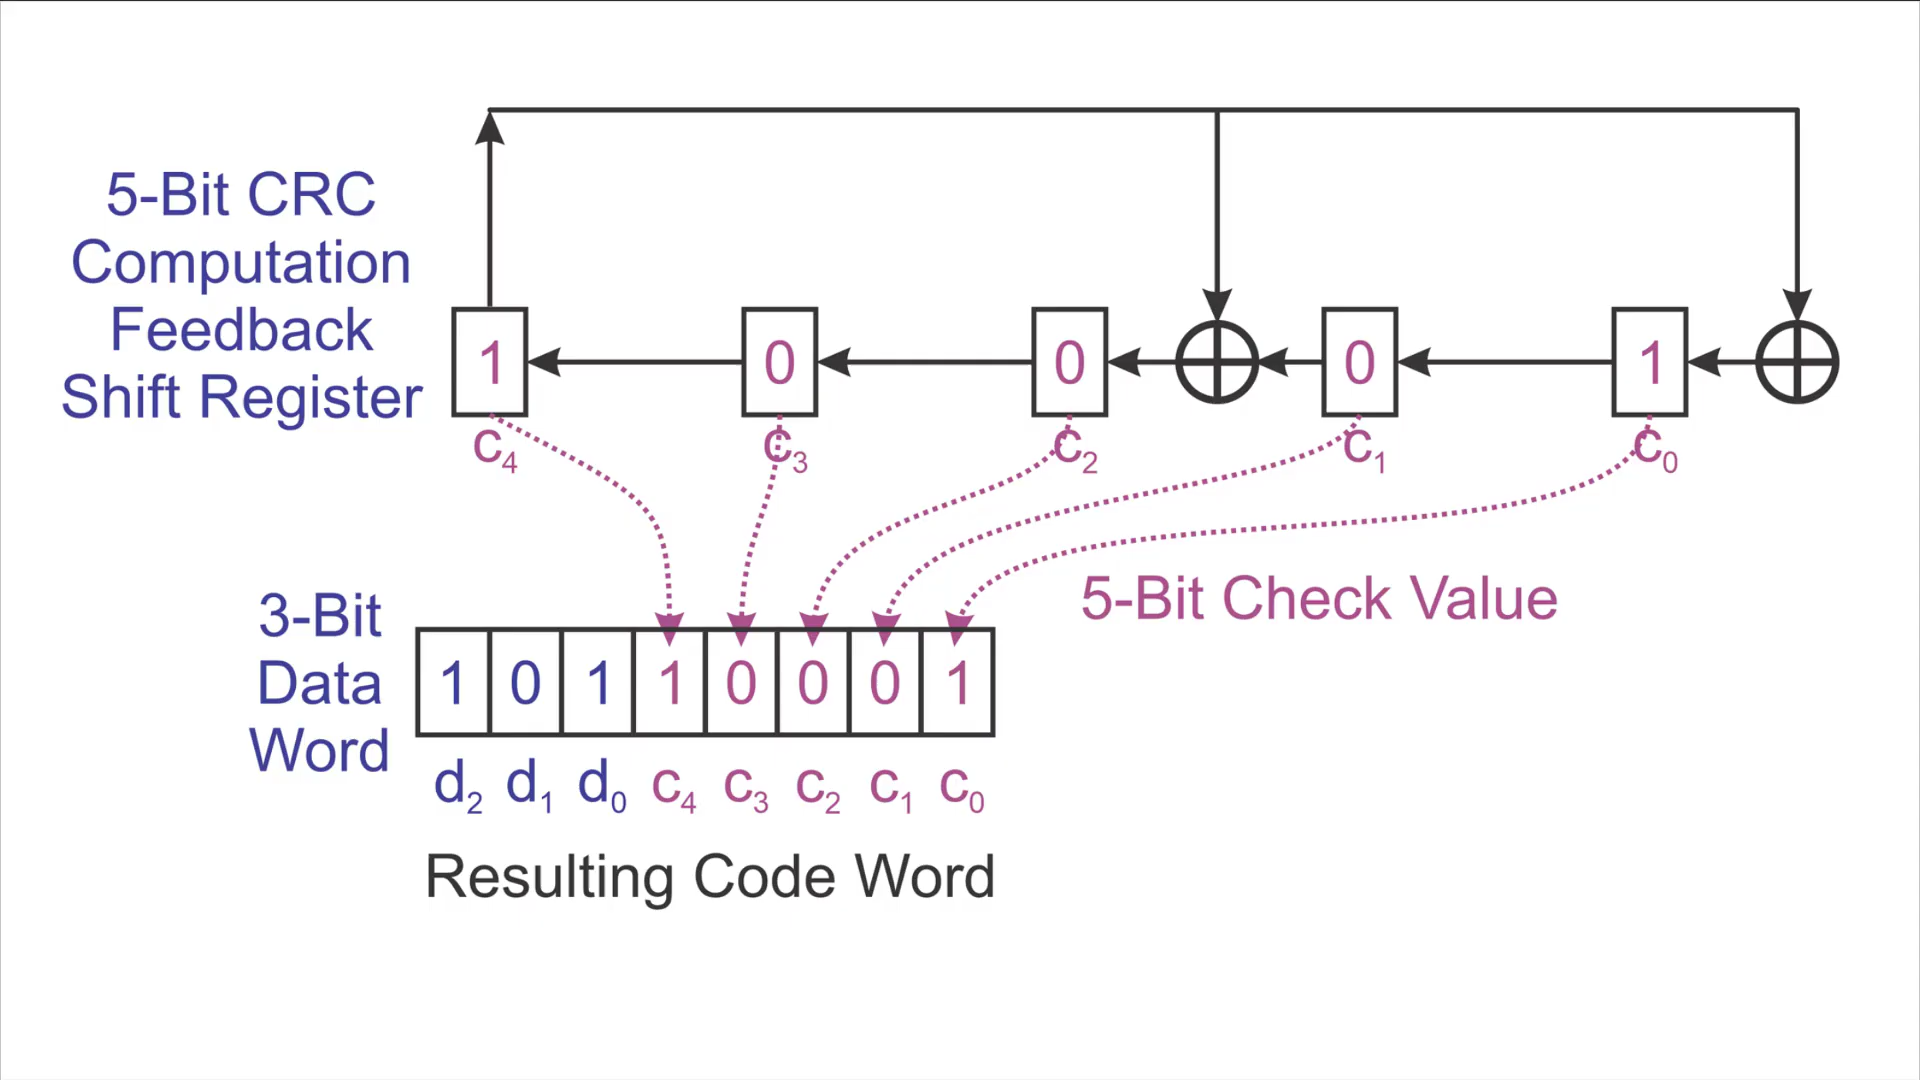 5-Bit CRC
Computation
Feedback
Shift Register
1 0 0 0 1
c₄ c₃ c₂ c₁ c₀
5-Bit Check Value
3-Bit
Data
Word
1 0 1 1 0 0 0 1
d₂ d₁ d₀ c₄ c₃ c₂ c₁ c₀
Resulting Code Word